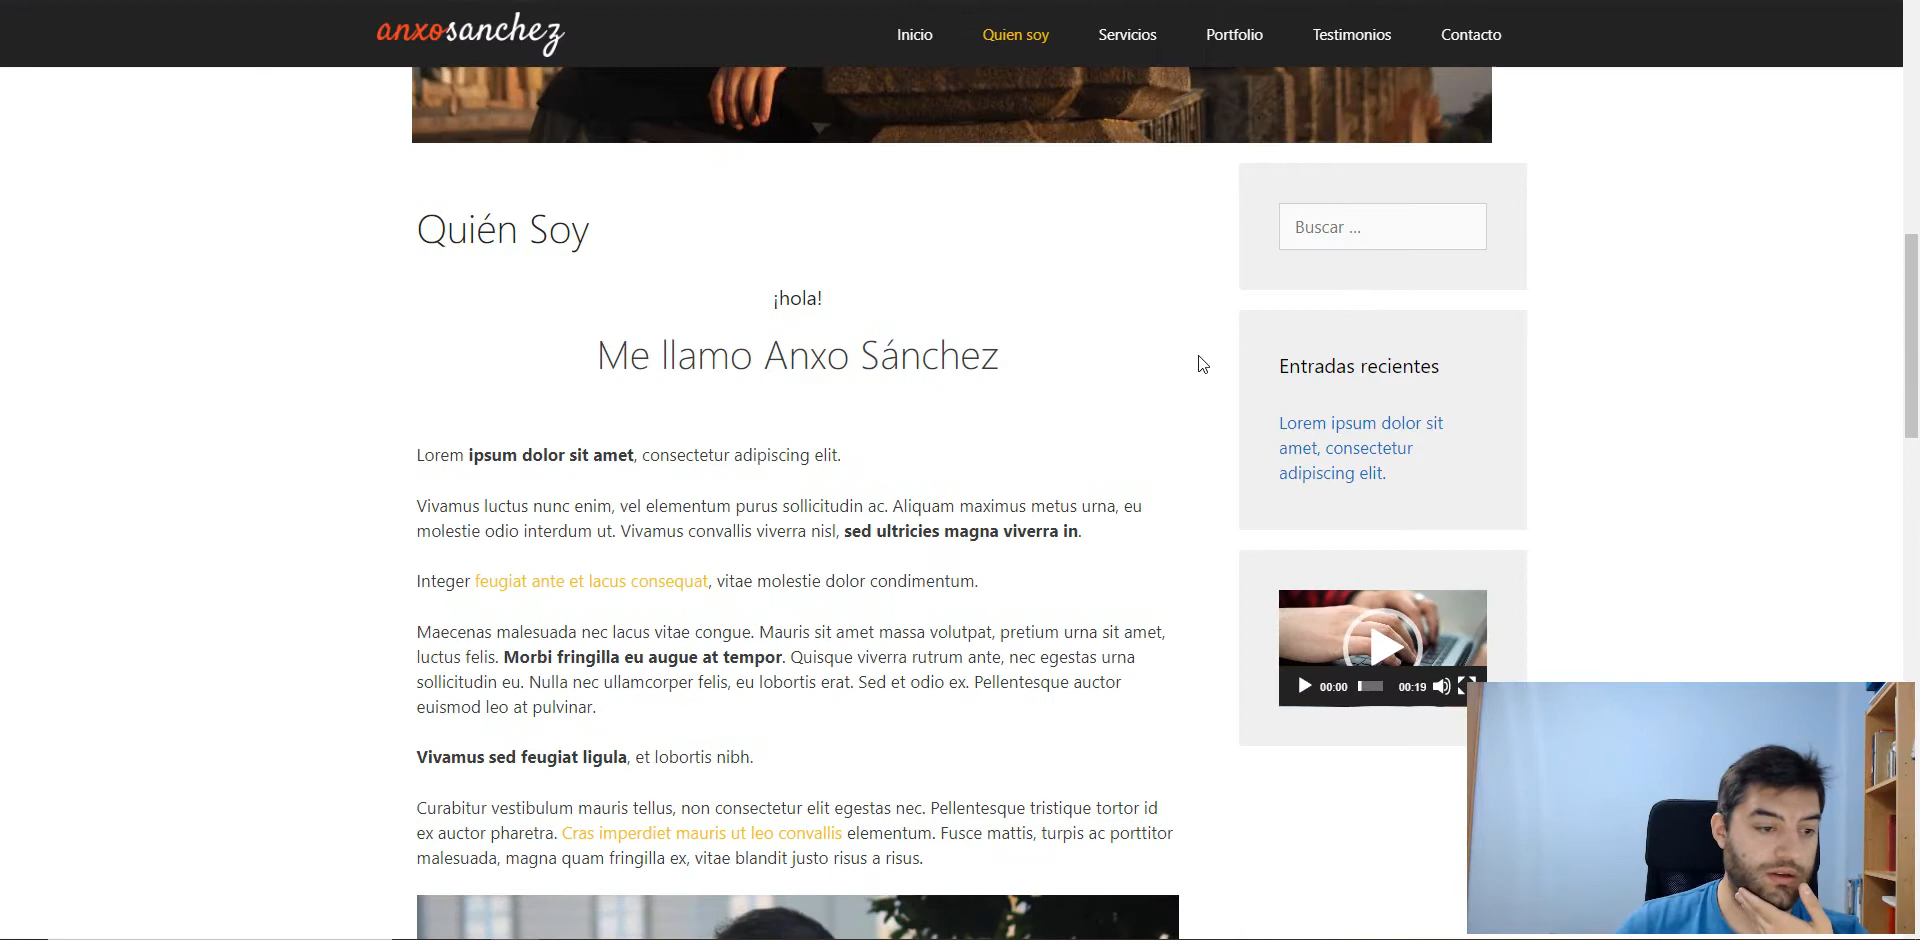 anxosanchez
Inicio
Quien soy
Servicios
Portfolio
Testimonios
Contacto
Quién Soy
¡hola!
Me llamo Anxo Sánchez
Lorem ipsum dolor sit amet, consectetur adipiscing elit.
Vivamus luctus nunc enim, vel elementum purus sollicitudin ac. Aliquam maximus metus urna, eu
molestie odio interdum ut. Vivamus convallis viverra nisl, sed ultricies magna viverra in.
Integer feugiat ante et lacus consequat, vitae molestie dolor condimentum.
Maecenas malesuada nec lacus vitae congue. Mauris sit amet massa volutpat, pretium urna sit amet,
luctus felis. Morbi fringilla eu augue at tempor. Quisque viverra rutrum ante, nec egestas urna
sollicitudin eu. Nulla nec ullamcorper felis, eu lobortis erat. Sed et odio ex. Pellentesque auctor
euismod leo at pulvinar.
Vivamus sed feugiat ligula, et lobortis nibh.
Curabitur vestibulum mauris tellus, non consectetur elit egestas nec. Pellentesque tristique tortor id
ex auctor pharetra. Cras imperdiet mauris ut leo convallis elementum. Fusce mattis, turpis ac porttitor
malesuada, magna quam fringilla ex, vitae blandit justo risus a risus.
Buscar ...
Entradas recientes
Lorem ipsum dolor sit
amet, consectetur
adipiscing elit.
00:00 00:19